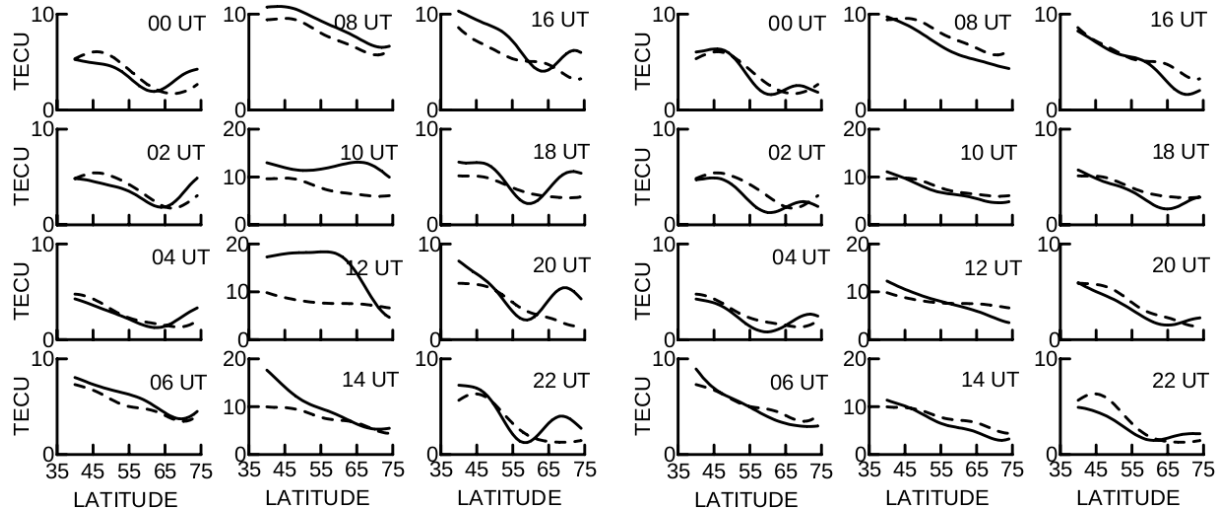 10 00 UT 10 08 UT 10 16 UT 10 00 UT 10 08 UT 10 16 UT
TECU TECU
0 0 0 0 0 0
10 02 UT 20 10 UT 10 18 UT 10 02 UT 20 10 UT 10 18 UT
TECU 10 TECU 10
0 0 0 0 0 0
10 04 UT 20 12 UT 10 20 UT 10 04 UT 20 12 UT 10 20 UT
TECU 10 TECU 10
0 0 0 0 0 0
10 06 UT 20 14 UT 10 22 UT 10 06 UT 20 14 UT 10 22 UT
TECU 10 TECU 10
0 0 0 0 0 0
35 45 55 65 75 35 45 55 65 75 35 45 55 65 75 35 45 55 65 75 35 45 55 65 75 35 45 55 65 75
LATITUDE LATITUDE LATITUDE LATITUDE LATITUDE LATITUDE